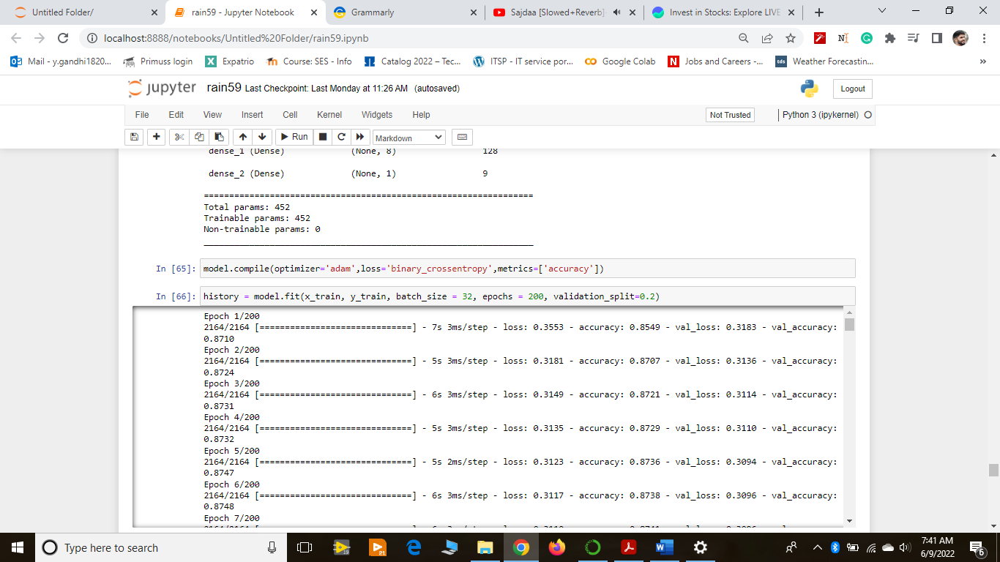 Untitled Folder/
rain59 - Jupyter Notebook
Grammarly
Sajdaa [Slowed+Reverb]
Invest in Stocks: Explore LIVE
localhost:8888/notebooks/Untitled%20Folder/rain59.ipynb
Mail - y.gandhi1820...
Primuss login
Expatrio
Course: SES - Info
Catalog 2022 – Tec...
ITSP - IT service por...
Google Colab
Jobs and Careers -...
Weather Forecastin...
»
jupyter rain59 Last Checkpoint: Last Monday at 11:26 AM (autosaved)
Logout
File Edit View Insert Cell Kernel Widgets Help
Not Trusted
Python 3 (ipykernel)
Run
Markdown
dense_1 (Dense) (None, 8) 128
dense_2 (Dense) (None, 1) 9
=================================================================
Total params: 452
Trainable params: 452
Non-trainable params: 0
_________________________________________________________________
In [65]: model.compile(optimizer='adam',loss='binary_crossentropy',metrics=['accuracy'])
In [66]: history = model.fit(x_train, y_train, batch_size = 32, epochs = 200, validation_split=0.2)
Epoch 1/200
2164/2164 [==============================] - 7s 3ms/step - loss: 0.3553 - accuracy: 0.8549 - val_loss: 0.3183 - val_accuracy:
0.8710
Epoch 2/200
2164/2164 [==============================] - 5s 3ms/step - loss: 0.3181 - accuracy: 0.8707 - val_loss: 0.3136 - val_accuracy:
0.8724
Epoch 3/200
2164/2164 [==============================] - 6s 3ms/step - loss: 0.3149 - accuracy: 0.8721 - val_loss: 0.3114 - val_accuracy:
0.8731
Epoch 4/200
2164/2164 [==============================] - 5s 3ms/step - loss: 0.3135 - accuracy: 0.8729 - val_loss: 0.3110 - val_accuracy:
0.8732
Epoch 5/200
2164/2164 [==============================] - 5s 2ms/step - loss: 0.3123 - accuracy: 0.8736 - val_loss: 0.3094 - val_accuracy:
0.8747
Epoch 6/200
2164/2164 [==============================] - 6s 3ms/step - loss: 0.3117 - accuracy: 0.8738 - val_loss: 0.3096 - val_accuracy:
0.8748
Epoch 7/200
Type here to search
7:41 AM
6/9/2022
6